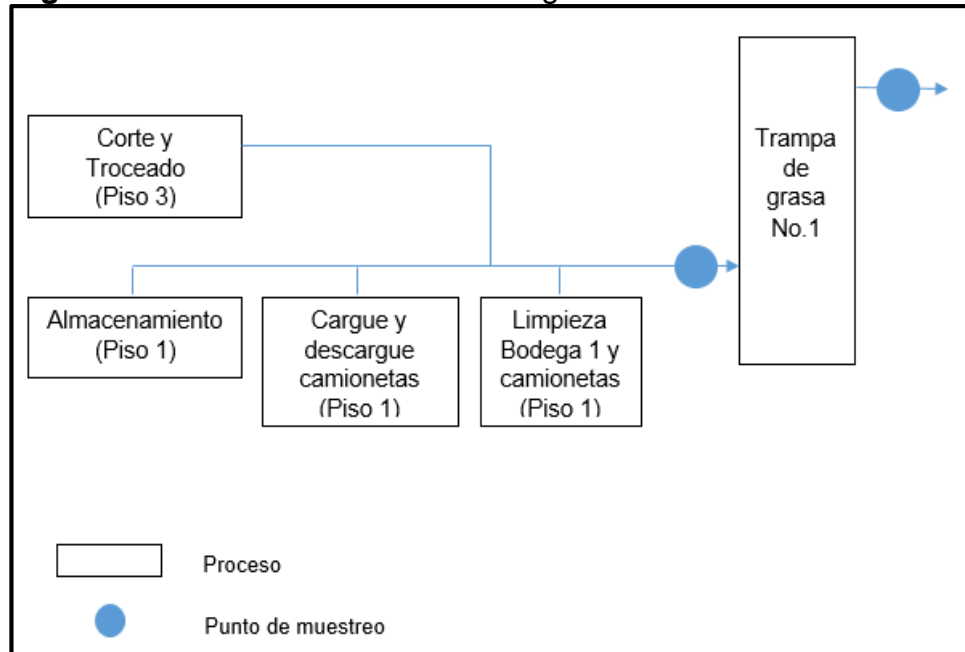 Corte y
Troceado
(Piso 3)
Trampa
de
grasa
No.1
Almacenamiento
(Piso 1)
Cargue y
descargue
camionetas
(Piso 1)
Limpieza
Bodega 1 y
camionetas
(Piso 1)
Proceso
Punto de muestreo